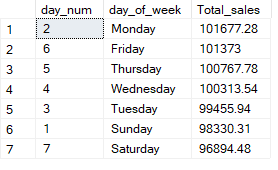 day_num day_of_week Total_sales
1 2 Monday 101677.28
2 6 Friday 101373
3 5 Thursday 100767.78
4 4 Wednesday 100313.54
5 3 Tuesday 99455.94
6 1 Sunday 98330.31
7 7 Saturday 96894.48